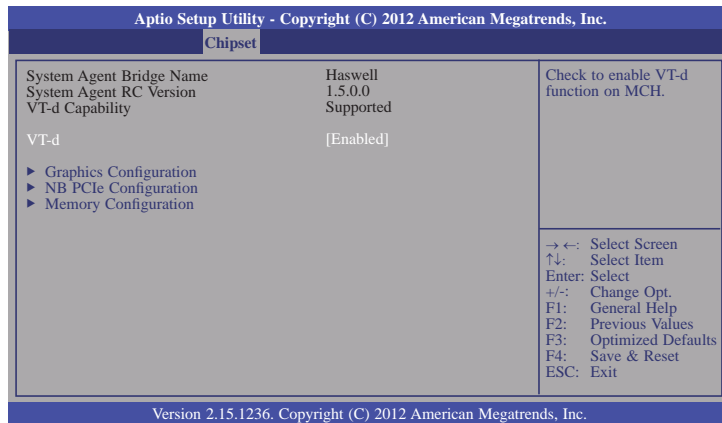 Aptio Setup Utility - Copyright (C) 2012 American Megatrends, Inc.
Chipset
System Agent Bridge Name Haswell
System Agent RC Version 1.5.0.0
VT-d Capability Supported
VT-d [Enabled]
▶ Graphics Configuration
▶ NB PCIe Configuration
▶ Memory Configuration
Check to enable VT-d
function on MCH.
→←: Select Screen
↑↓: Select Item
Enter: Select
+/-: Change Opt.
F1: General Help
F2: Previous Values
F3: Optimized Defaults
F4: Save & Reset
ESC: Exit
Version 2.15.1236. Copyright (C) 2012 American Megatrends, Inc.